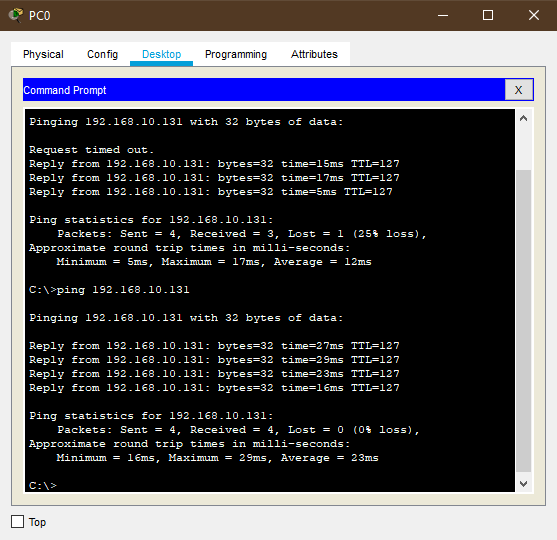 PC0
Physical Config Desktop Programming Attributes
Command Prompt
X
Pinging 192.168.10.131 with 32 bytes of data:
Request timed out.
Reply from 192.168.10.131: bytes=32 time=15ms TTL=127
Reply from 192.168.10.131: bytes=32 time=17ms TTL=127
Reply from 192.168.10.131: bytes=32 time=5ms TTL=127
Ping statistics for 192.168.10.131:
Packets: Sent = 4, Received = 3, Lost = 1 (25% loss),
Approximate round trip times in milli-seconds:
Minimum = 5ms, Maximum = 17ms, Average = 12ms
C:\>ping 192.168.10.131
Pinging 192.168.10.131 with 32 bytes of data:
Reply from 192.168.10.131: bytes=32 time=27ms TTL=127
Reply from 192.168.10.131: bytes=32 time=29ms TTL=127
Reply from 192.168.10.131: bytes=32 time=23ms TTL=127
Reply from 192.168.10.131: bytes=32 time=16ms TTL=127
Ping statistics for 192.168.10.131:
Packets: Sent = 4, Received = 4, Lost = 0 (0% loss),
Approximate round trip times in milli-seconds:
Minimum = 16ms, Maximum = 29ms, Average = 23ms
C:\>
Top